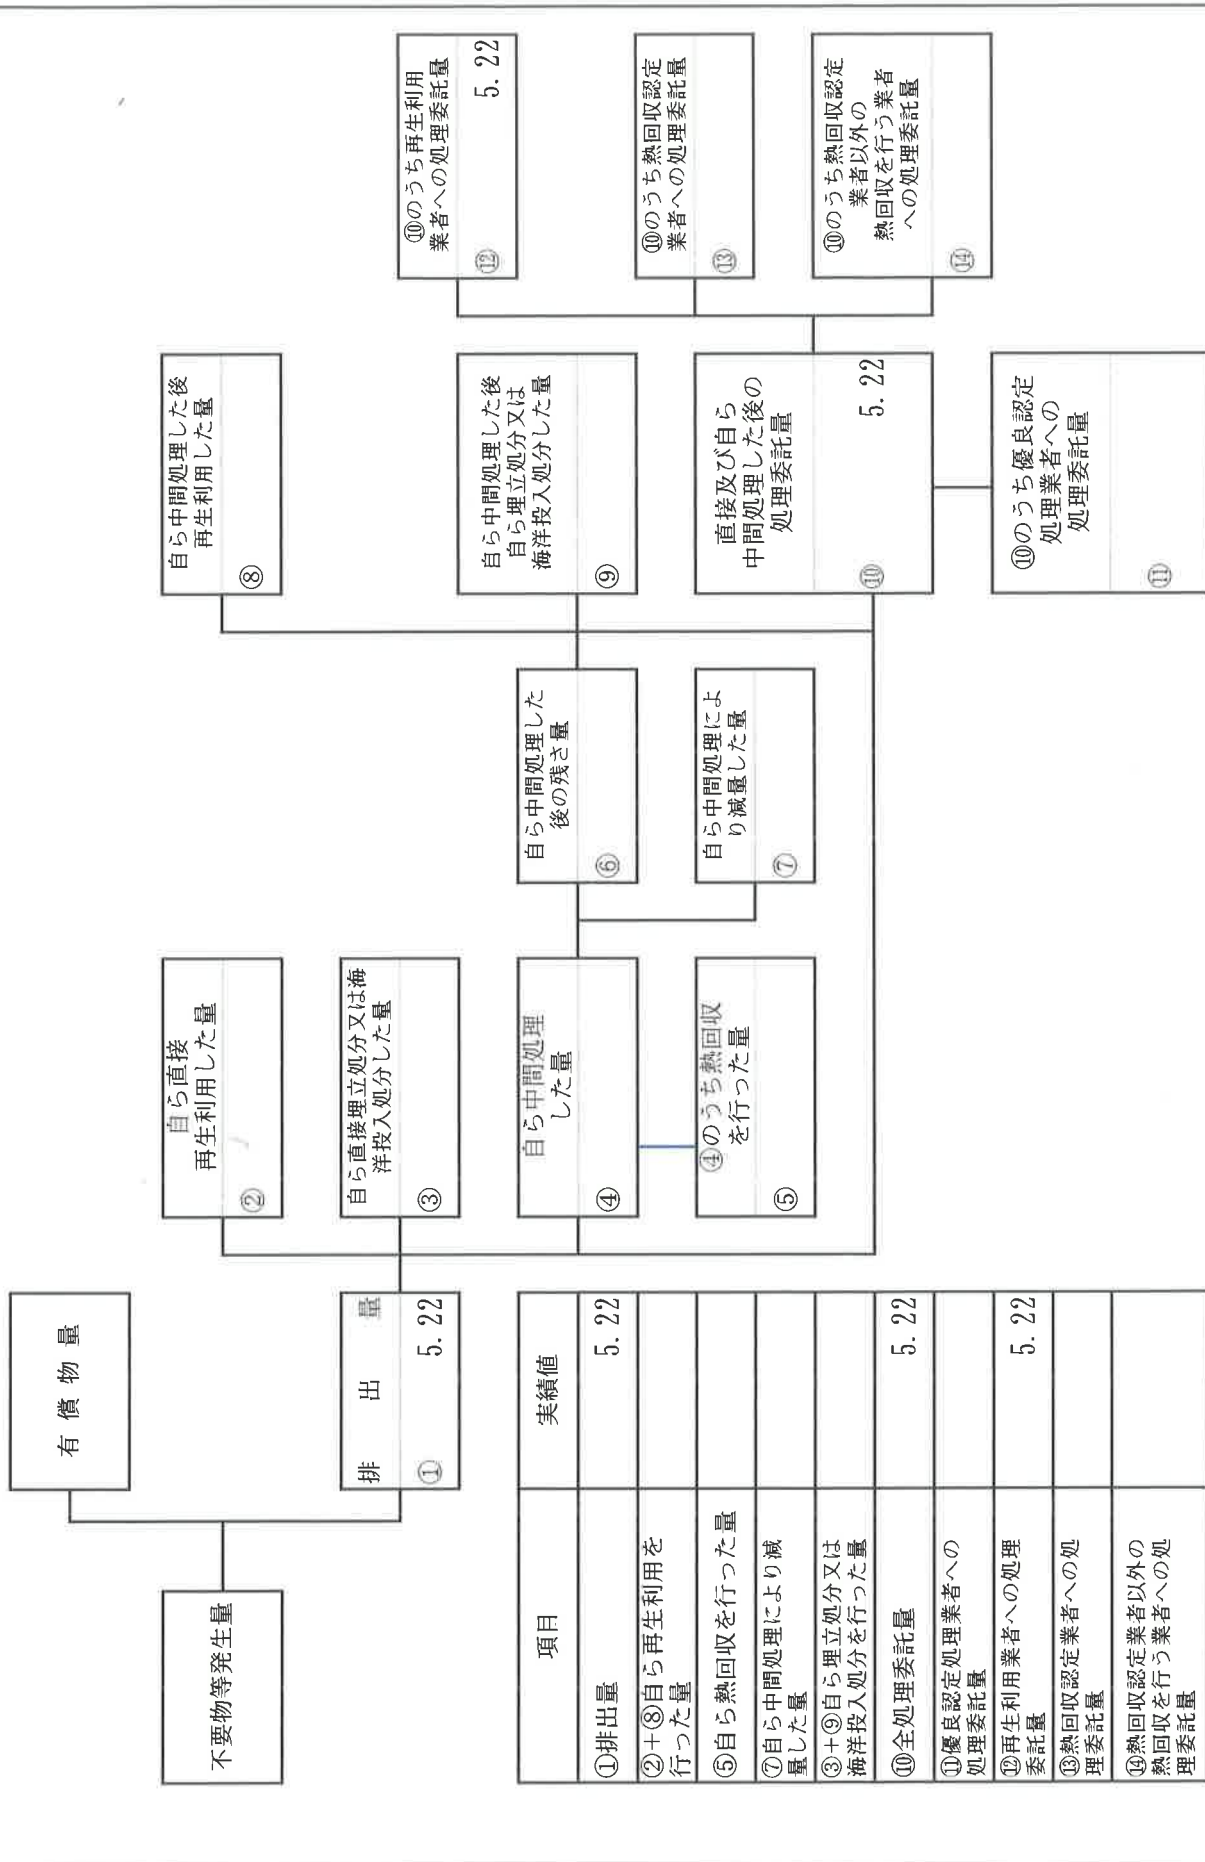 不要物等発生量
有償物量
排出量
① 5.22
自ら直接
再生利用した量
②
自ら直接埋立処分又は海
洋投入処分した量
③
自ら中間処理
した量
④
④のうち熱回収
を行った量
⑤
自ら中間処理した
後の残さ量
⑥
自ら中間処理によ
り減量した量
⑦
自ら中間処理した後
再生利用した量
⑧
自ら中間処理した後
自ら埋立処分又は
海洋投入処分した量
⑨
直接及び自ら
中間処理した後の
処理委託量
⑩ 5.22
⑩のうち優良認定
処理業者への
処理委託量
⑪
⑩のうち再生利用
業者への処理委託量
⑫ 5.22
⑩のうち熱回収認定
業者への処理委託量
⑬
⑩のうち熱回収認定
業者以外の
熱回収を行う業者
への処理委託量
⑭
項目 実績値
①排出量 5.22
②+⑧自ら再生利用を
行った量
⑤自ら熱回収を行った量
⑦自ら中間処理により減
量した量
③+⑨自ら埋立処分又は
海洋投入処分を行った量
⑩全処理委託量 5.22
⑪優良認定処理業者への
処理委託量
⑫再生利用業者への処理
委託量 5.22
⑬熱回収認定業者への処
理委託量
⑭熱回収認定業者以外の
熱回収を行う業者への処
理委託量